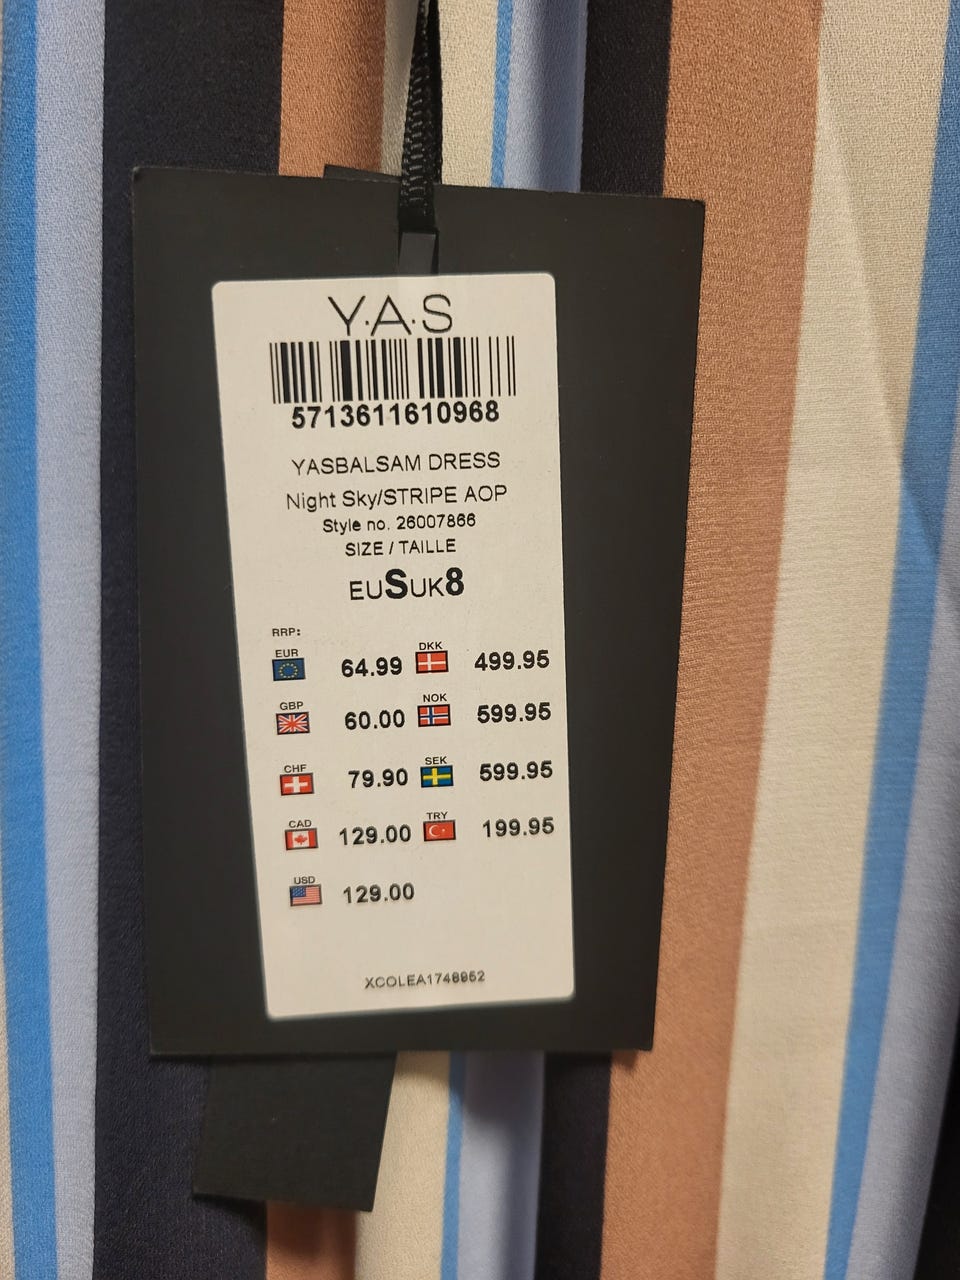 Y.A.S
5713611610968
YASBALSAM DRESS
Night Sky/STRIPE AOP
Style no. 26007866
SIZE / TAILLE
EUSUK8
RRP:
EUR 64.99 DKK 499.95
GBP 60.00 NOK 599.95
CHF 79.90 SEK 599.95
CAD 129.00 TRY 199.95
USD 129.00
XCOLEA1748952